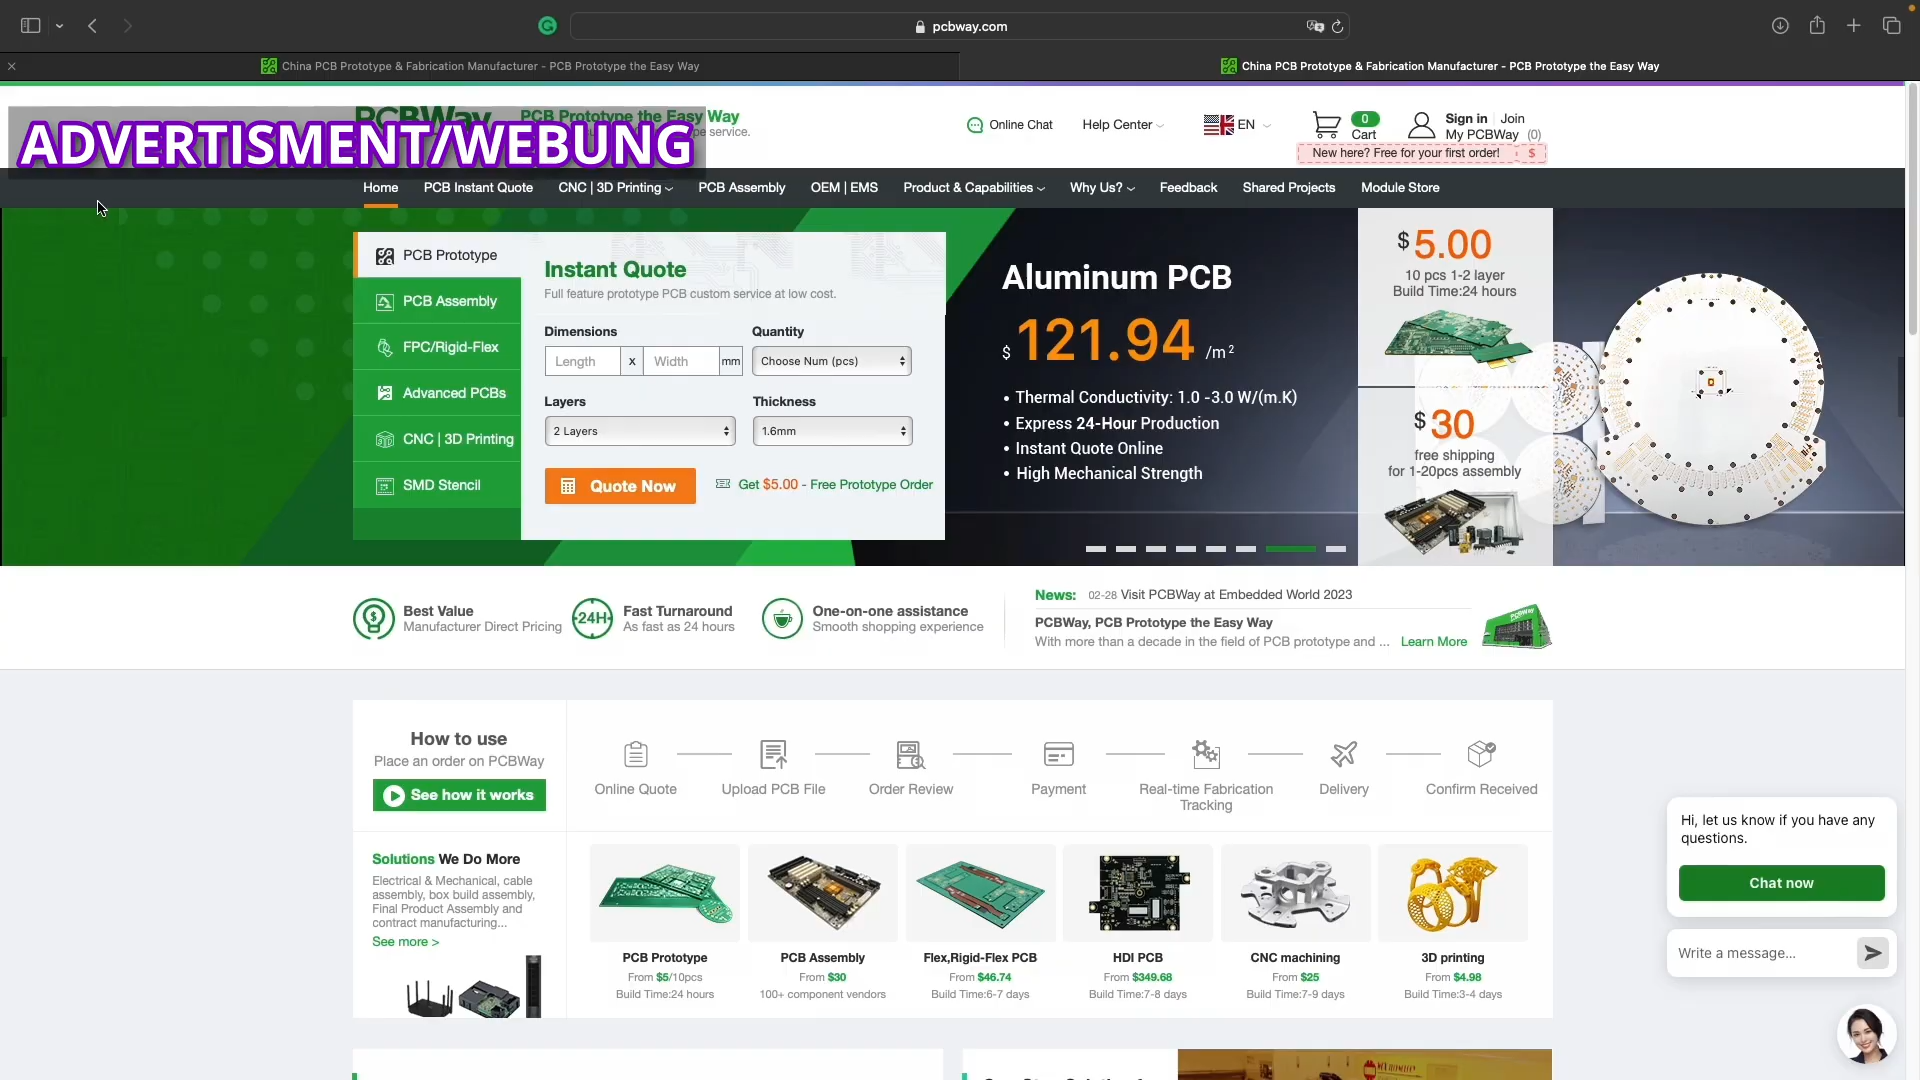 pcbway.com
China PCB Prototype & Fabrication Manufacturer - PCB Prototype the Easy Way
China PCB Prototype & Fabrication Manufacturer - PCB Prototype the Easy Way
ADVERTISMENT/WEBUNG
PCBWay
PCB Prototype the Easy Way
pe service.
Online Chat
Help Center
EN
0
Cart
Sign in
Join
My PCBWay (0)
New here? Free for your first order! $
Home
PCB Instant Quote
CNC | 3D Printing
PCB Assembly
OEM | EMS
Product & Capabilities
Why Us?
Feedback
Shared Projects
Module Store
PCB Prototype
PCB Assembly
FPC/Rigid-Flex
Advanced PCBs
CNC | 3D Printing
SMD Stencil
Instant Quote
Full feature prototype PCB custom service at low cost.
Dimensions
Quantity
Length x Width mm
Choose Num (pcs)
Layers
Thickness
2 Layers
1.6mm
Quote Now
Get $5.00 - Free Prototype Order
Aluminum PCB
$ 121.94 /m2
• Thermal Conductivity: 1.0 -3.0 W/(m.K)
• Express 24-Hour Production
• Instant Quote Online
• High Mechanical Strength
$ 5.00
10 pcs 1-2 layer
Build Time:24 hours
$ 30
free shipping
for 1-20pcs assembly
Best Value
Manufacturer Direct Pricing
24H
Fast Turnaround
As fast as 24 hours
One-on-one assistance
Smooth shopping experience
News: 02-28 Visit PCBWay at Embedded World 2023
PCBWay, PCB Prototype the Easy Way
With more than a decade in the field of PCB prototype and ... Learn More
PCBWay
How to use
Place an order on PCBWay
See how it works
Online Quote
Upload PCB File
Order Review
Payment
Real-time Fabrication
Tracking
Delivery
Confirm Received
Solutions We Do More
Electrical & Mechanical, cable
assembly, box build assembly,
Final Product Assembly and
contract manufacturing...
See more >
PCB Prototype
From $5/10pcs
Build Time:24 hours
PCB Assembly
From $30
100+ component vendors
Flex,Rigid-Flex PCB
From $46.74
Build Time:6-7 days
HDI PCB
From $349.68
Build Time:7-8 days
CNC machining
From $25
Build Time:7-9 days
3D printing
From $4.98
Build Time:3-4 days
Hi, let us know if you have any
questions.
Chat now
Write a message...